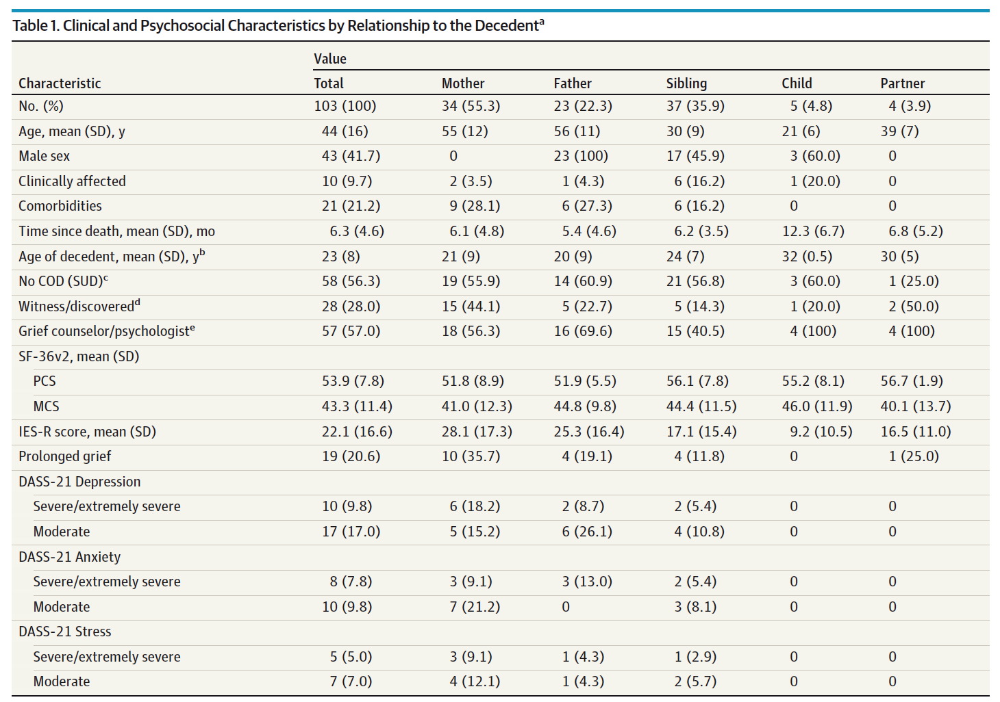 Table 1. Clinical and Psychosocial Characteristics by Relationship to the Decedentᵃ
Value
Characteristic Total Mother Father Sibling Child Partner
No. (%) 103 (100) 34 (55.3) 23 (22.3) 37 (35.9) 5 (4.8) 4 (3.9)
Age, mean (SD), y 44 (16) 55 (12) 56 (11) 30 (9) 21 (6) 39 (7)
Male sex 43 (41.7) 0 23 (100) 17 (45.9) 3 (60.0) 0
Clinically affected 10 (9.7) 2 (3.5) 1 (4.3) 6 (16.2) 1 (20.0) 0
Comorbidities 21 (21.2) 9 (28.1) 6 (27.3) 6 (16.2) 0 0
Time since death, mean (SD), mo 6.3 (4.6) 6.1 (4.8) 5.4 (4.6) 6.2 (3.5) 12.3 (6.7) 6.8 (5.2)
Age of decedent, mean (SD), yᵇ 23 (8) 21 (9) 20 (9) 24 (7) 32 (0.5) 30 (5)
No COD (SUD)ᶜ 58 (56.3) 19 (55.9) 14 (60.9) 21 (56.8) 3 (60.0) 1 (25.0)
Witness/discoveredᵈ 28 (28.0) 15 (44.1) 5 (22.7) 5 (14.3) 1 (20.0) 2 (50.0)
Grief counselor/psychologistᵉ 57 (57.0) 18 (56.3) 16 (69.6) 15 (40.5) 4 (100) 4 (100)
SF-36v2, mean (SD)
PCS 53.9 (7.8) 51.8 (8.9) 51.9 (5.5) 56.1 (7.8) 55.2 (8.1) 56.7 (1.9)
MCS 43.3 (11.4) 41.0 (12.3) 44.8 (9.8) 44.4 (11.5) 46.0 (11.9) 40.1 (13.7)
IES-R score, mean (SD) 22.1 (16.6) 28.1 (17.3) 25.3 (16.4) 17.1 (15.4) 9.2 (10.5) 16.5 (11.0)
Prolonged grief 19 (20.6) 10 (35.7) 4 (19.1) 4 (11.8) 0 1 (25.0)
DASS-21 Depression
Severe/extremely severe 10 (9.8) 6 (18.2) 2 (8.7) 2 (5.4) 0 0
Moderate 17 (17.0) 5 (15.2) 6 (26.1) 4 (10.8) 0 0
DASS-21 Anxiety
Severe/extremely severe 8 (7.8) 3 (9.1) 3 (13.0) 2 (5.4) 0 0
Moderate 10 (9.8) 7 (21.2) 0 3 (8.1) 0 0
DASS-21 Stress
Severe/extremely severe 5 (5.0) 3 (9.1) 1 (4.3) 1 (2.9) 0 0
Moderate 7 (7.0) 4 (12.1) 1 (4.3) 2 (5.7) 0 0